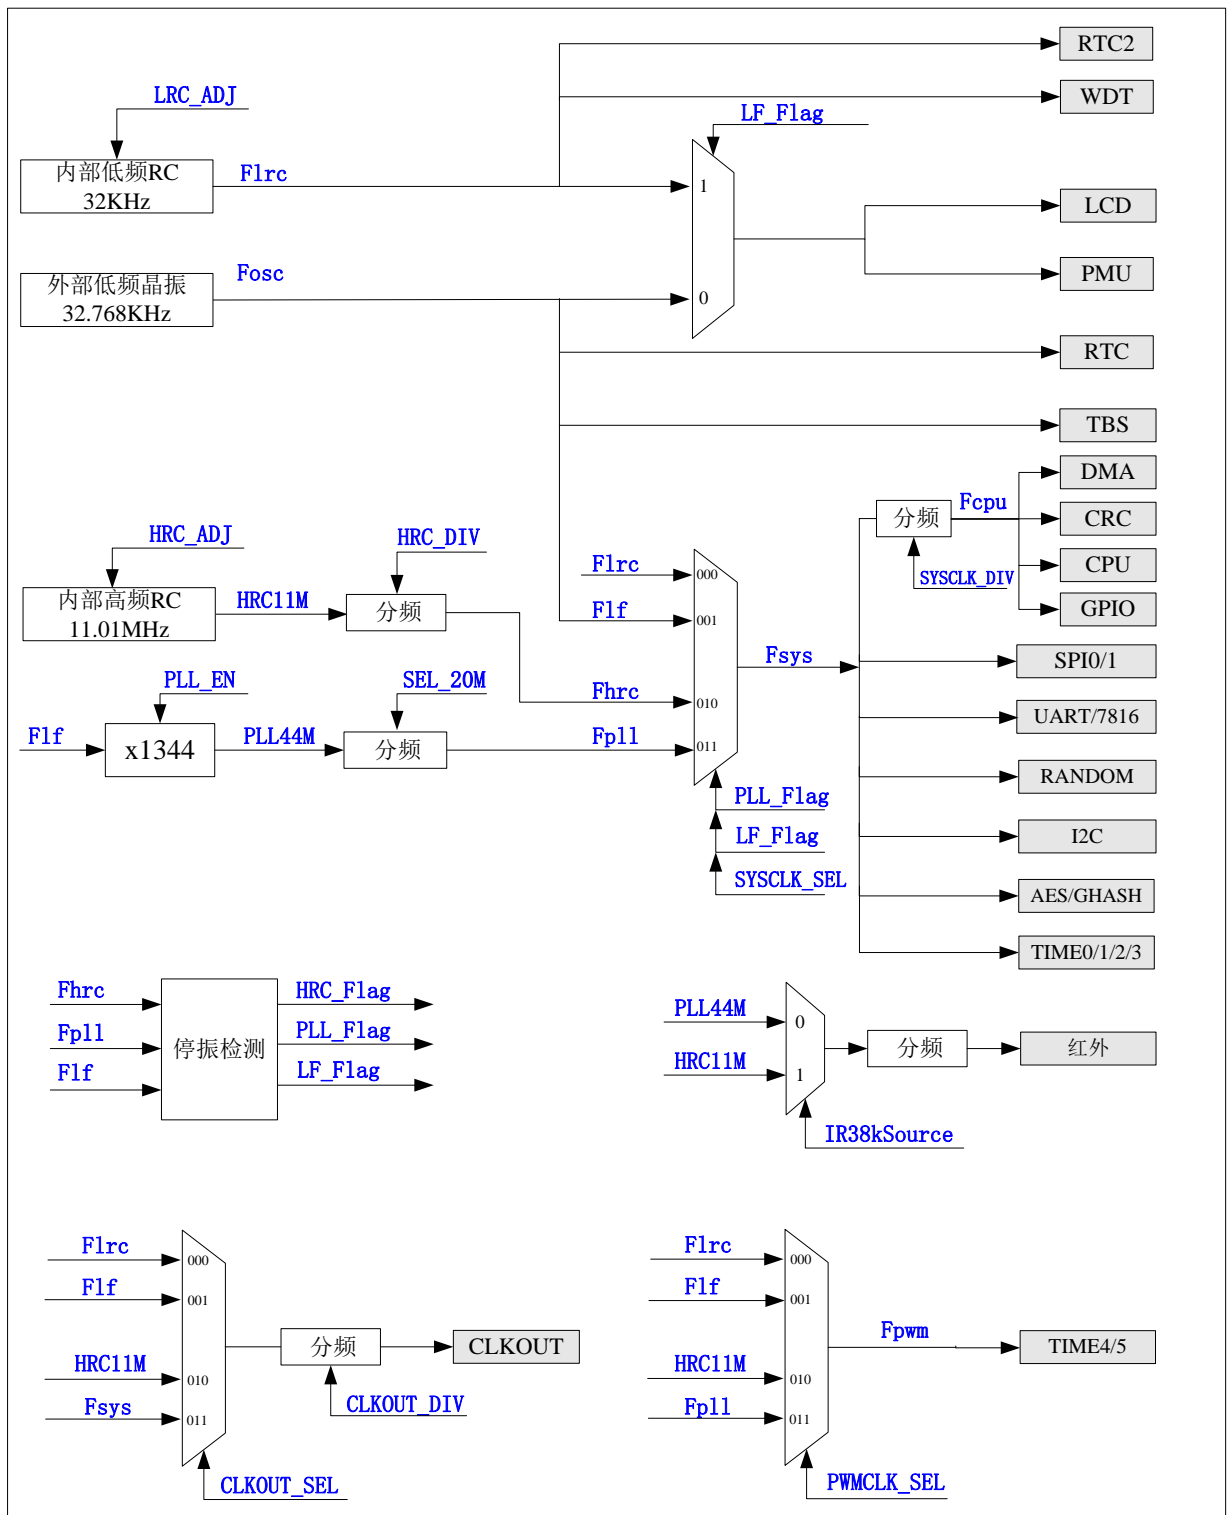 RTC2
LRC_ADJ
WDT
LF_Flag
内部低频RC
32KHz
Flrc
1
LCD
外部低频晶振
32.768KHz
Fosc
0
PMU
RTC
TBS
DMA
Fcpu
分频
CRC
HRC_ADJ
HRC_DIV
Flrc
000
SYSCLK_DIV
CPU
内部高频RC
11.01MHz
HRC11M
分频
Flf
001
GPIO
Fsys
SPI0/1
PLL_EN
SEL_20M
Fhrc
010
UART/7816
Flf
x1344
PLL44M
分频
Fpll
011
RANDOM
PLL_Flag
LF_Flag
I2C
SYSCLK_SEL
AES/GHASH
TIME0/1/2/3
Fhrc
Fpll
Flf
停振检测
HRC_Flag
PLL_Flag
LF_Flag
PLL44M
0
HRC11M
1
分频
红外
IR38kSource
Flrc
000
Flf
001
HRC11M
010
Fsys
011
分频
CLKOUT
CLKOUT_DIV
CLKOUT_SEL
Flrc
000
Flf
001
HRC11M
010
Fpll
011
Fpwm
TIME4/5
PWMCLK_SEL